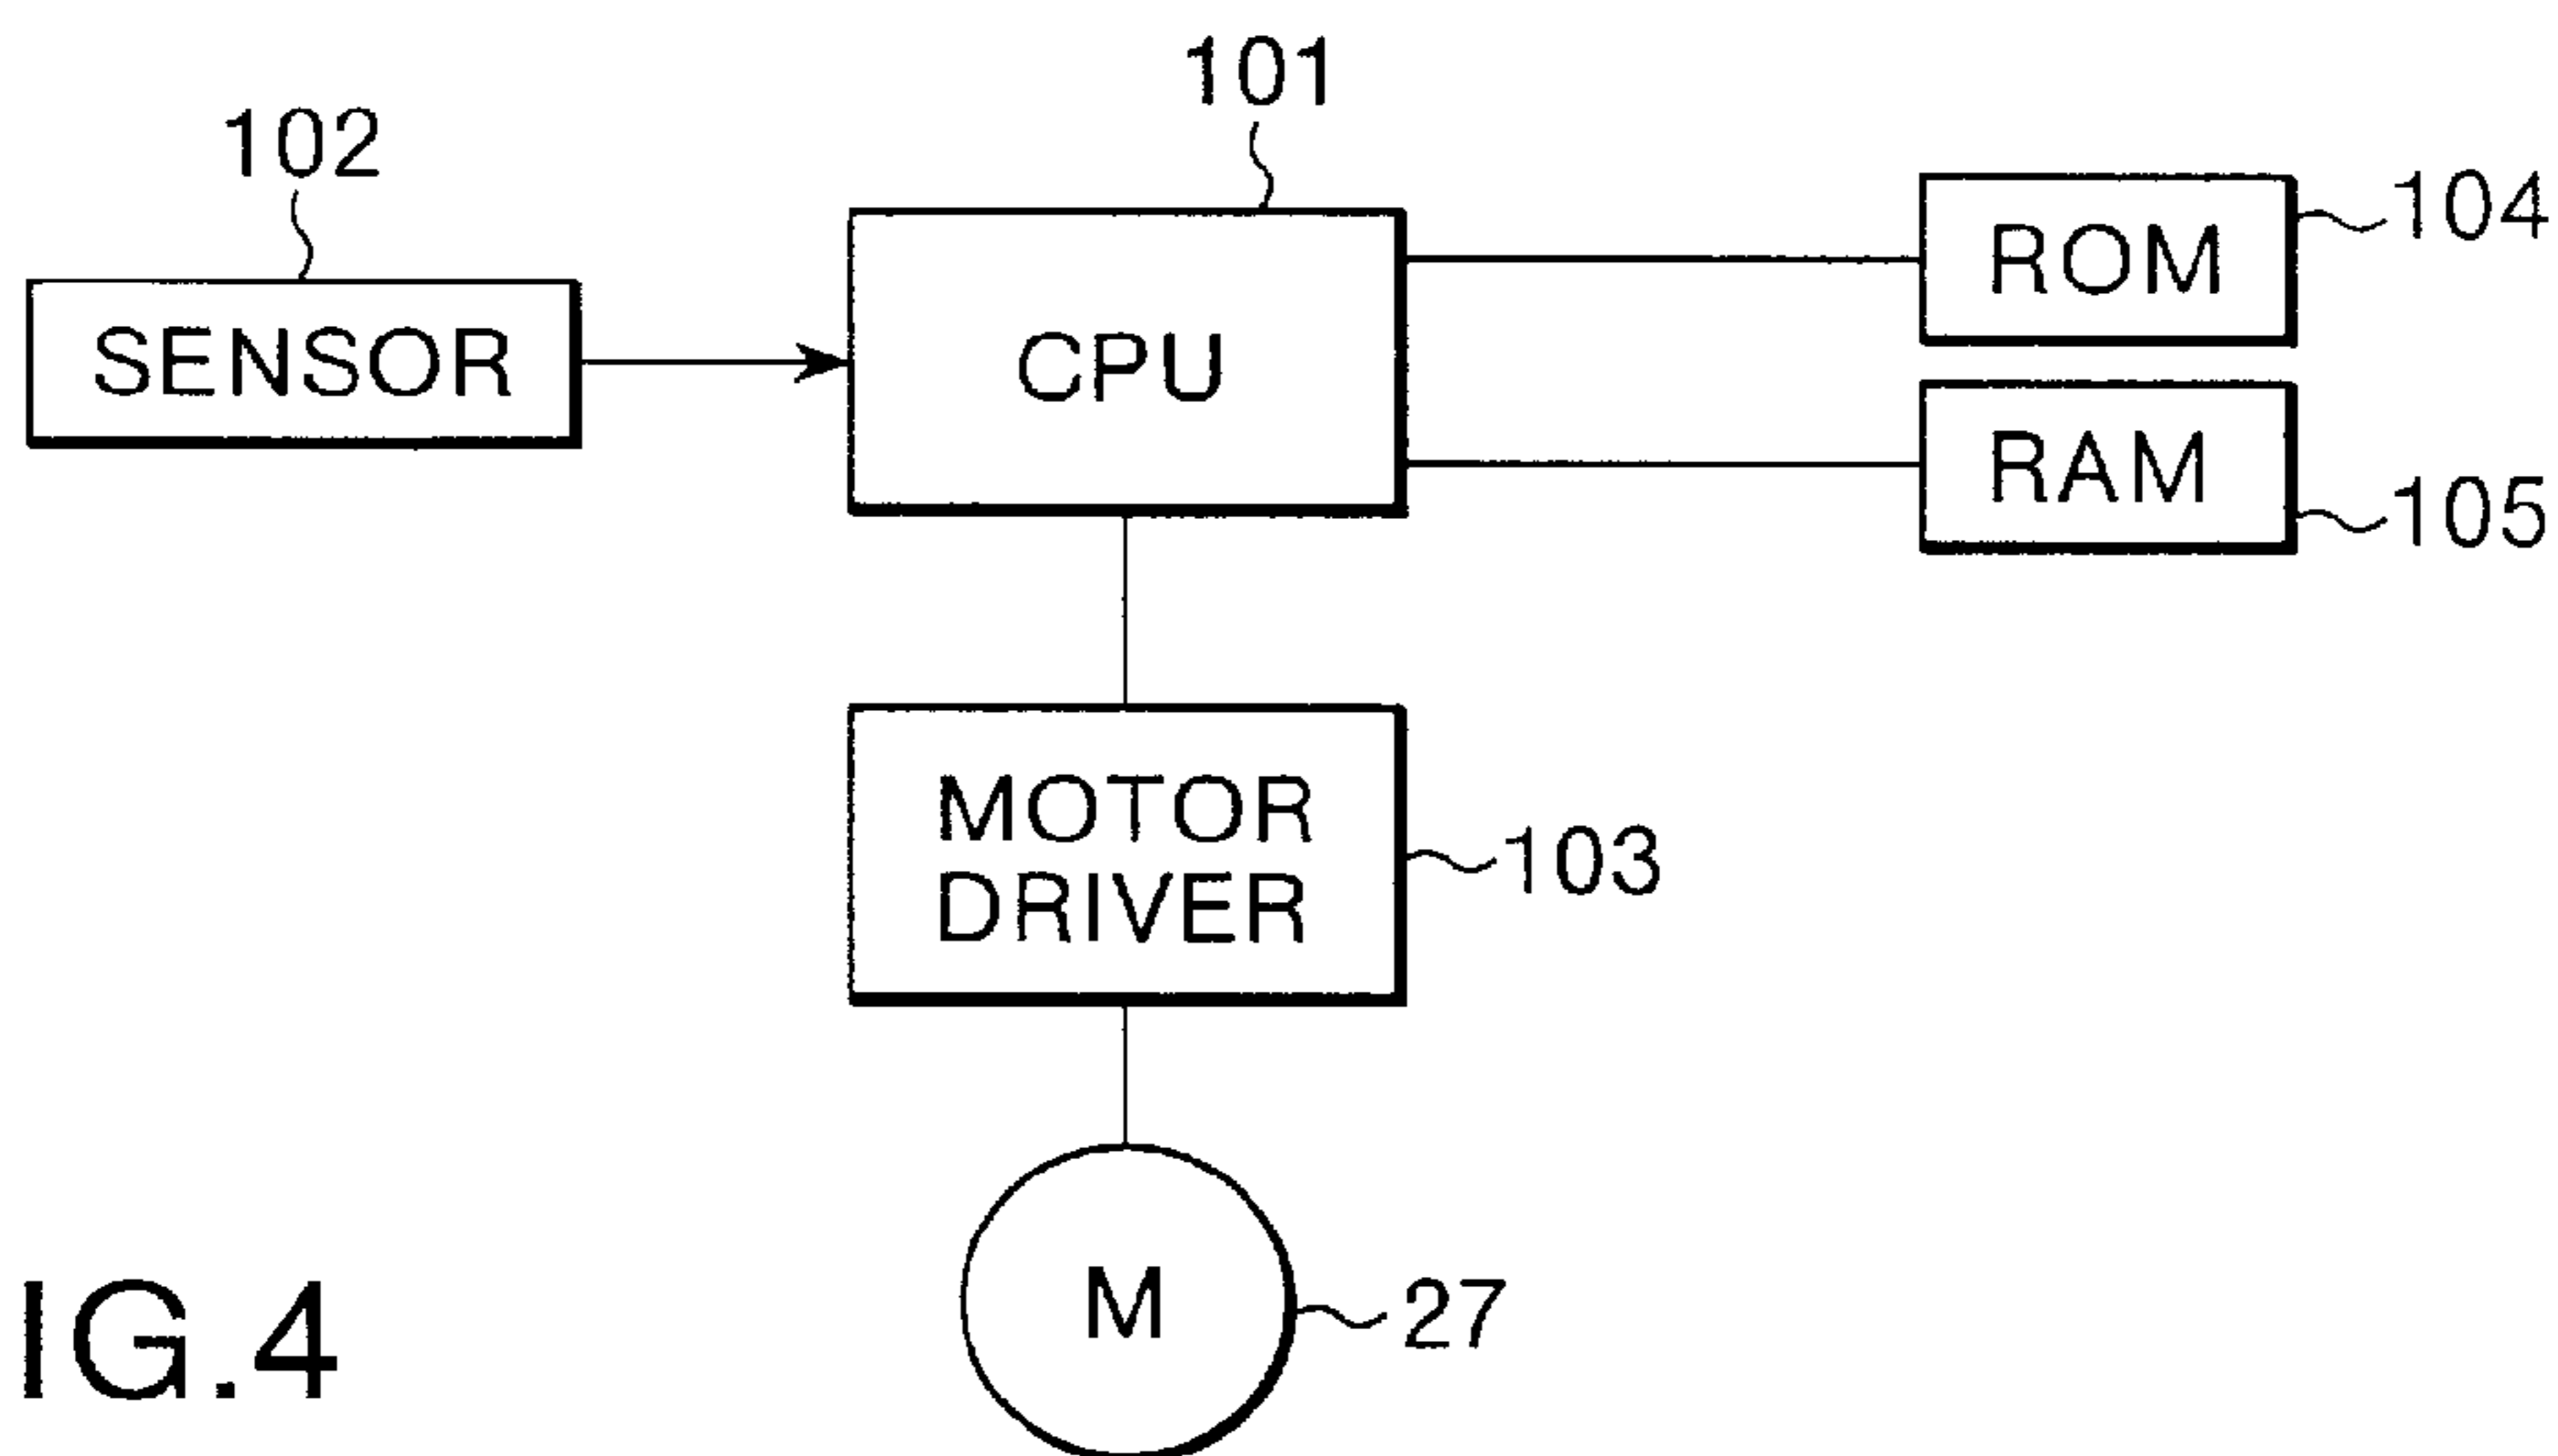 101
102
104
ROM
SENSOR
CPU
RAM
105
MOTOR
DRIVER
103
M
27
IG.4